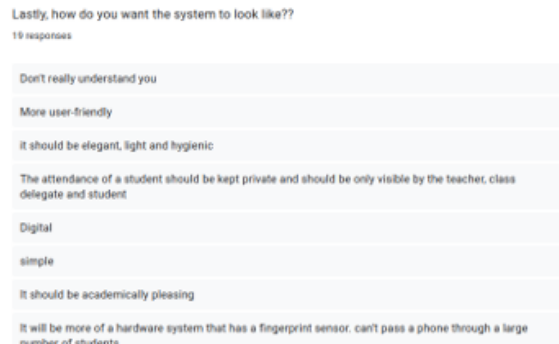 Lastly, how do you want the system to look like??
19 responses
Don't really understand you
More user-friendly
it should be elegant, light and hygienic
The attendance of a student should be kept private and should be only visible by the teacher, class
delegate and student
Digital
simple
It should be academically pleasing
It will be more of a hardware system that has a fingerprint sensor. can't pass a phone through a large
number of students